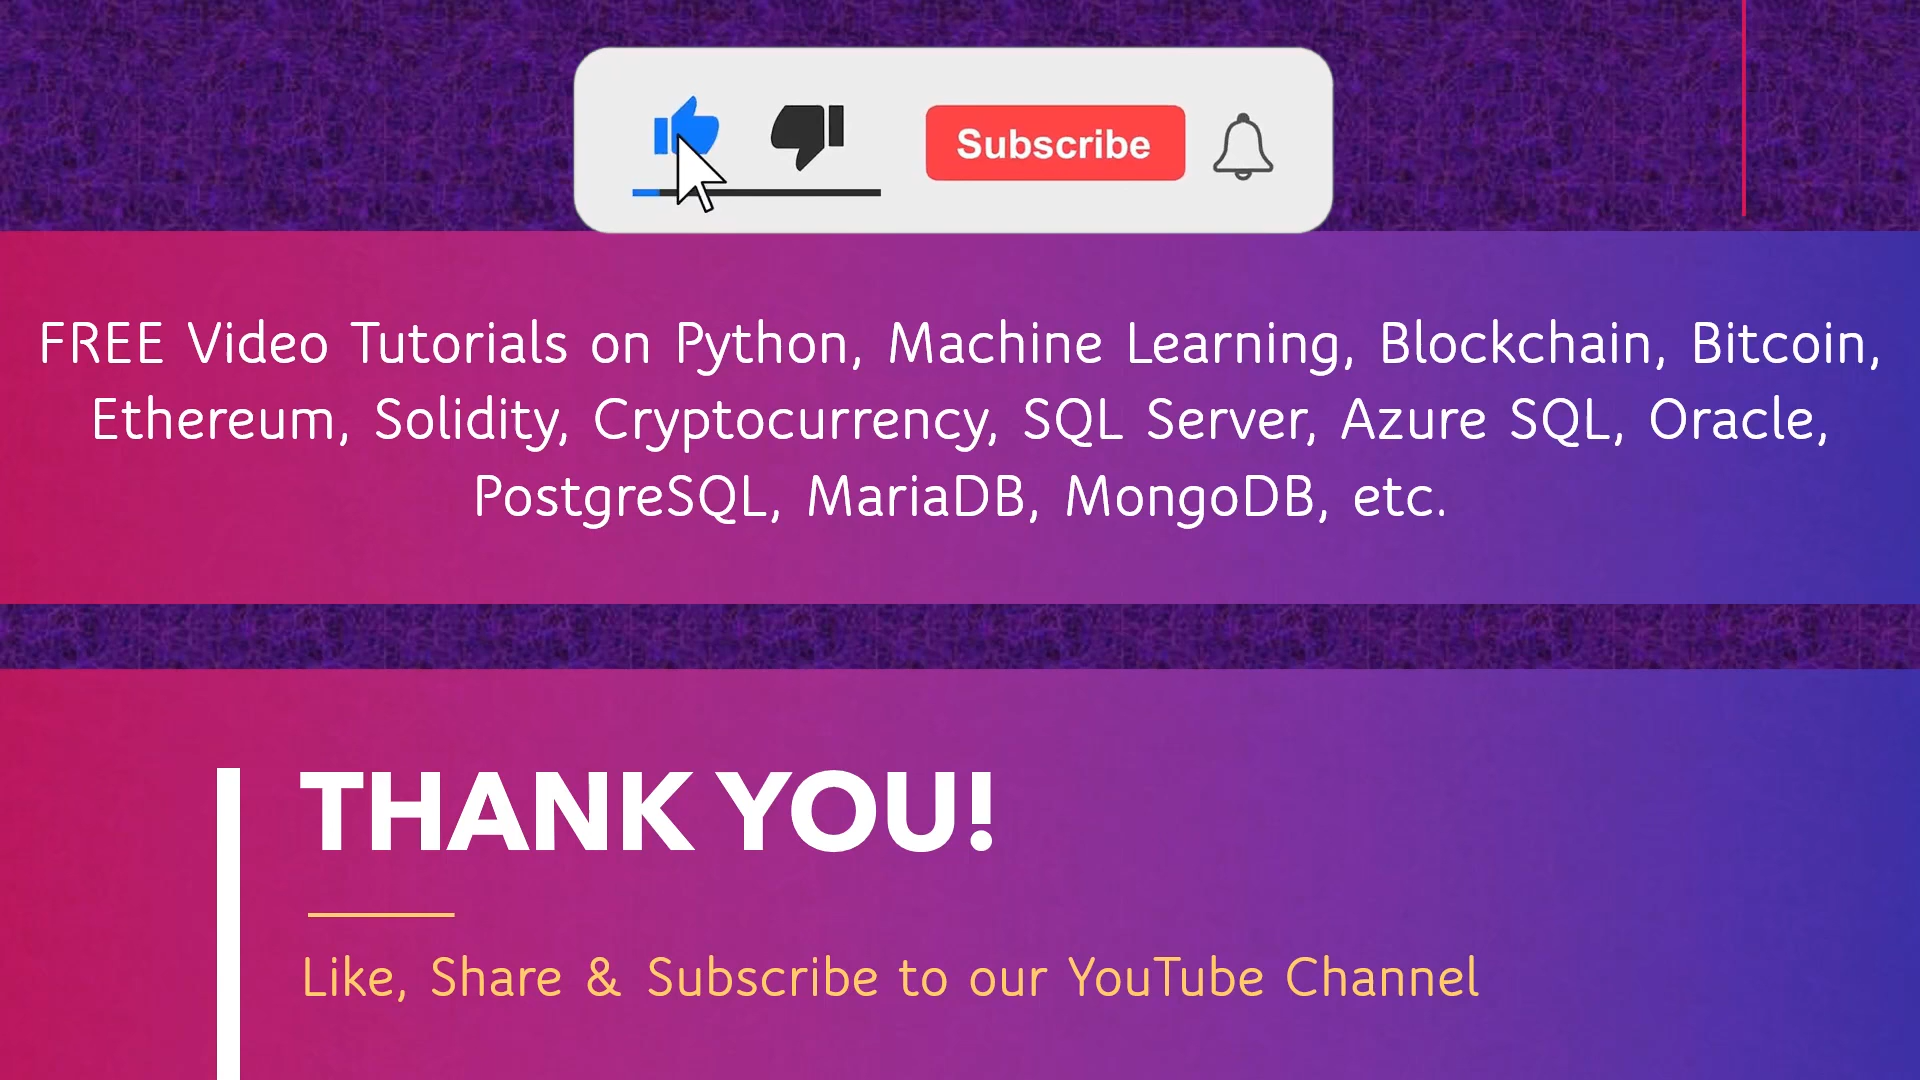 Subscribe
FREE Video Tutorials on Python, Machine Learning, Blockchain, Bitcoin,
Ethereum, Solidity, Cryptocurrency, SQL Server, Azure SQL, Oracle,
PostgreSQL, MariaDB, MongoDB, etc.
THANK YOU!
Like, Share & Subscribe to our YouTube Channel